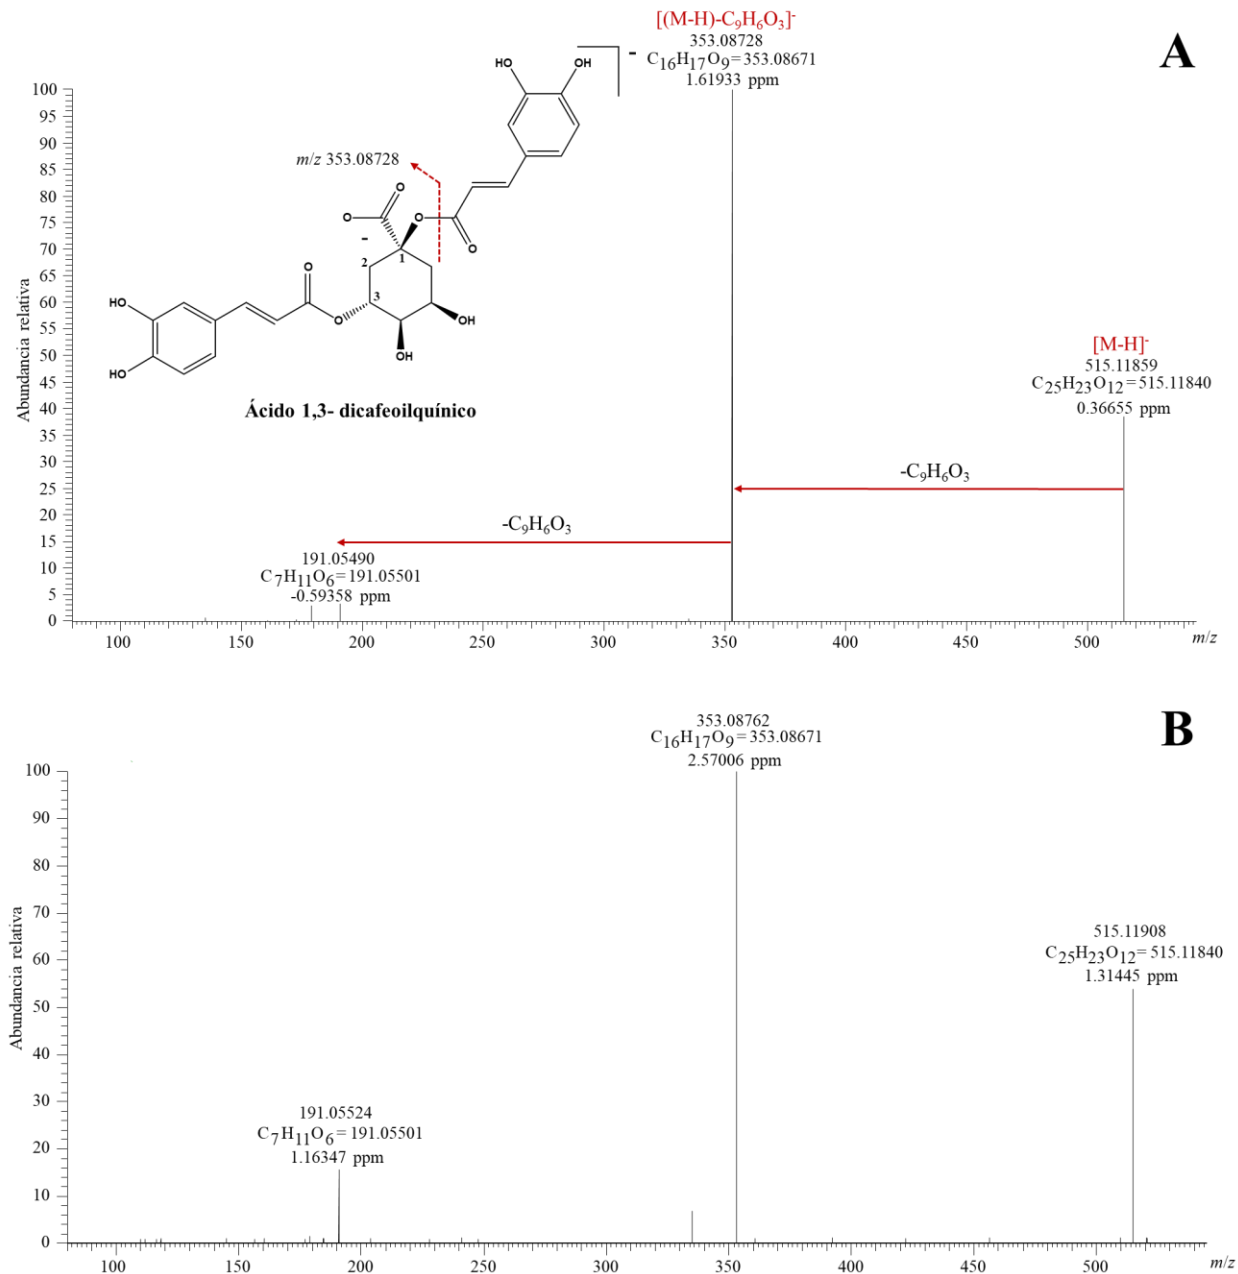 [(M-H)-C₉H₆O₃]⁻
353.08728
C₁₆H₁₇O₉=353.08671
1.61933 ppm
A
HO
OH
-
m/z 353.08728
O
O
O
O
-
1
2
3
O
O
HO
HO
OH
OH
Ácido 1,3- dicafeoilquínico
[M-H]⁻
515.11859
C₂₅H₂₃O₁₂=515.11840
0.36655 ppm
-C₉H₆O₃
-C₉H₆O₃
191.05490
C₇H₁₁O₆=191.05501
-0.59358 ppm
Abundancia relativa
100
95
90
85
80
75
70
65
60
55
50
45
40
35
30
25
20
15
10
5
0
100 150 200 250 300 350 400 450 500 m/z
B
353.08762
C₁₆H₁₇O₉=353.08671
2.57006 ppm
515.11908
C₂₅H₂₃O₁₂=515.11840
1.31445 ppm
191.05524
C₇H₁₁O₆=191.05501
1.16347 ppm
Abundancia relativa
100
90
80
70
60
50
40
30
20
10
0
100 150 200 250 300 350 400 450 500 m/z